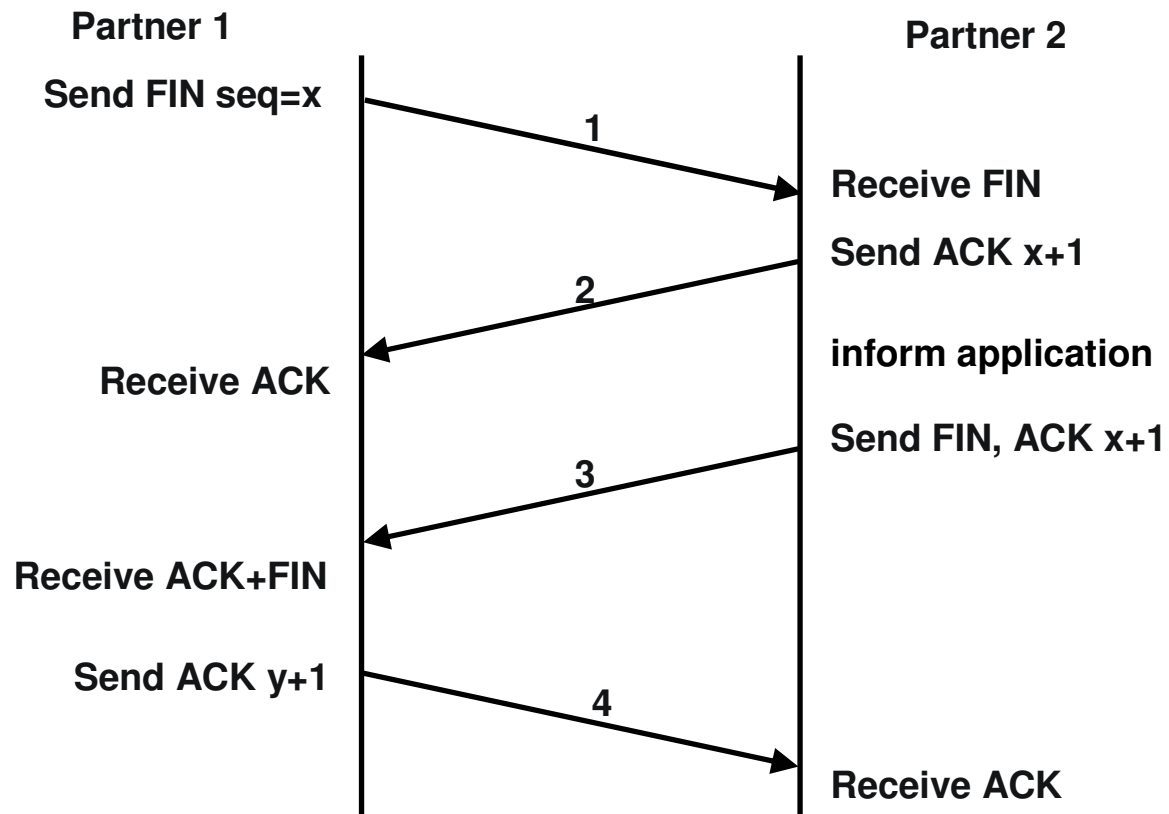 Partner 1
Partner 2
Send FIN seq=x
1
Receive FIN
Send ACK x+1
2
inform application
Receive ACK
Send FIN, ACK x+1
3
Receive ACK+FIN
Send ACK y+1
4
Receive ACK